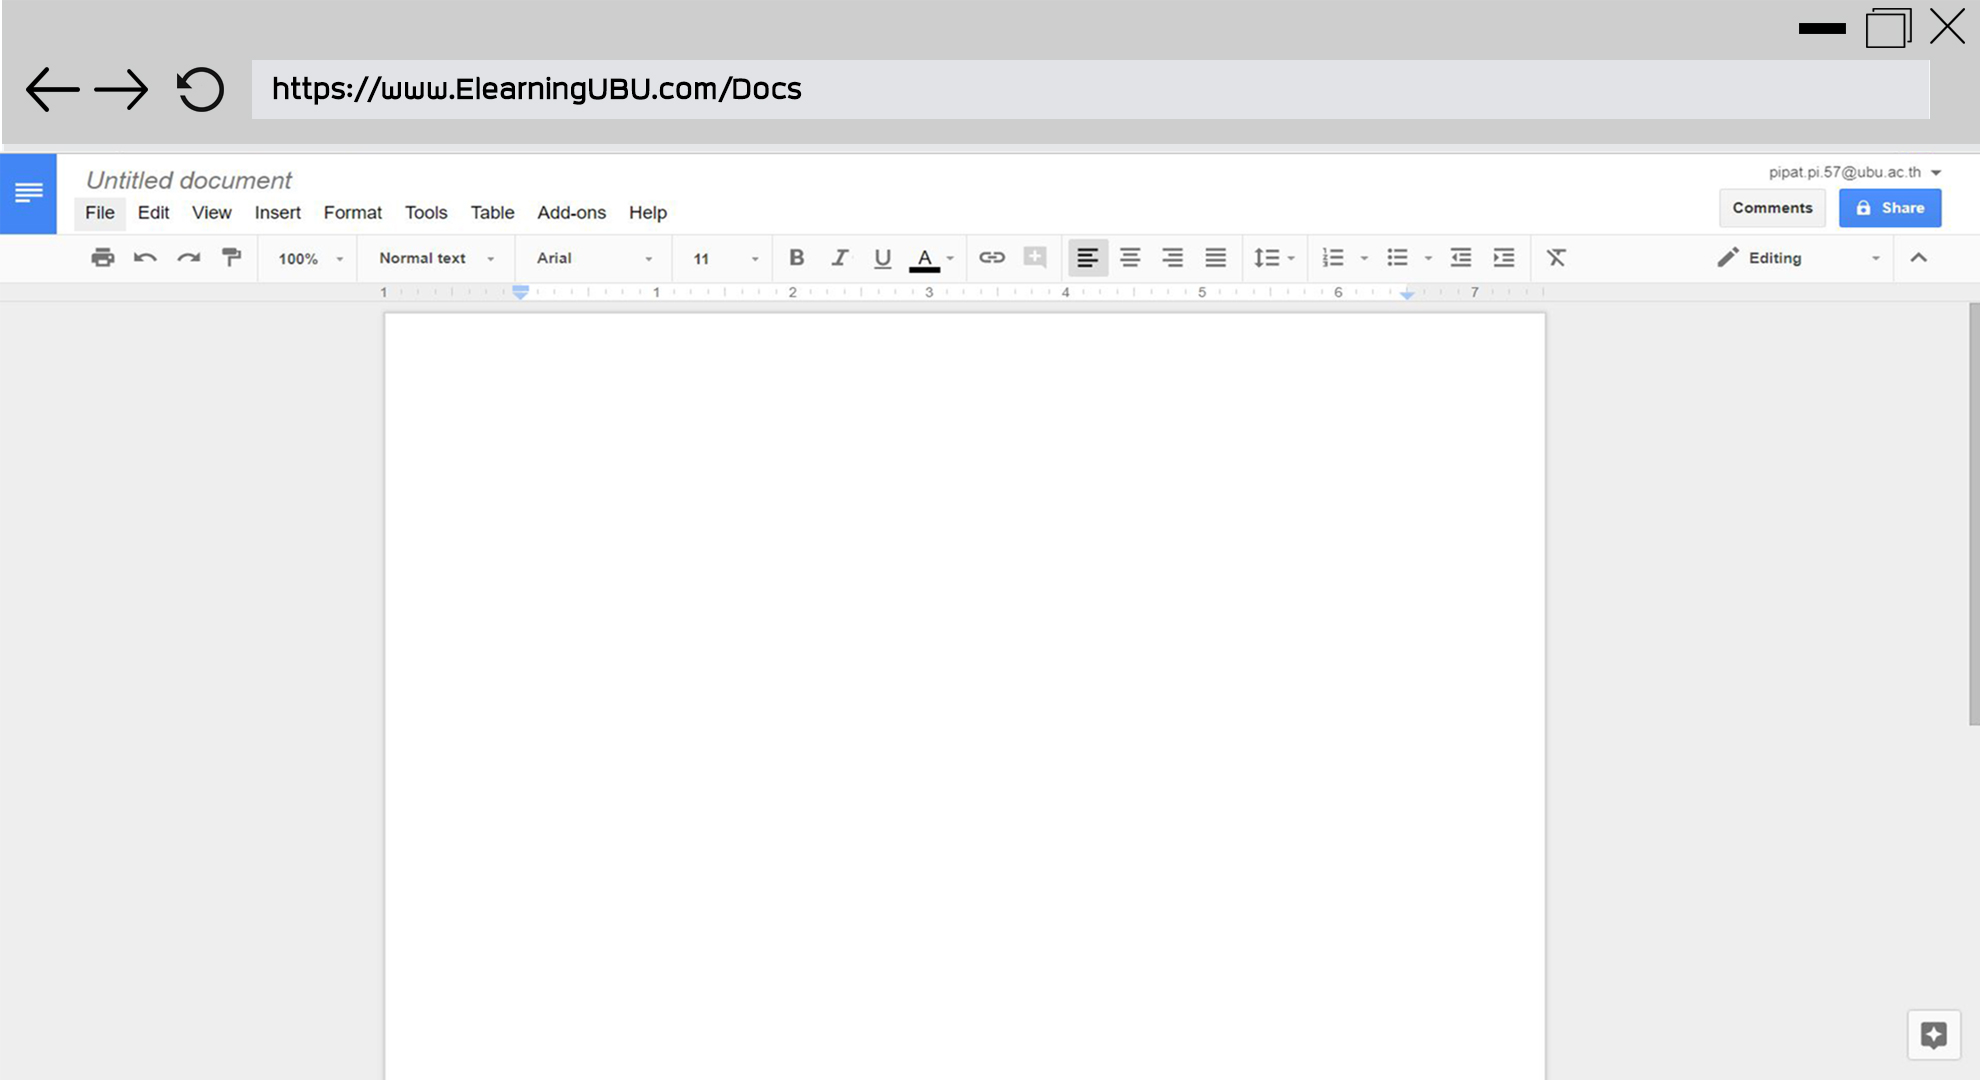 https://www.ElearningUBU.com/Docs
Untitled document
pipat.pi.57@ubu.ac.th
File Edit View Insert Format Tools Table Add-ons Help
Comments Share
100% Normal text Arial 11 B I U A Editing
1 1 2 3 4 5 6 7